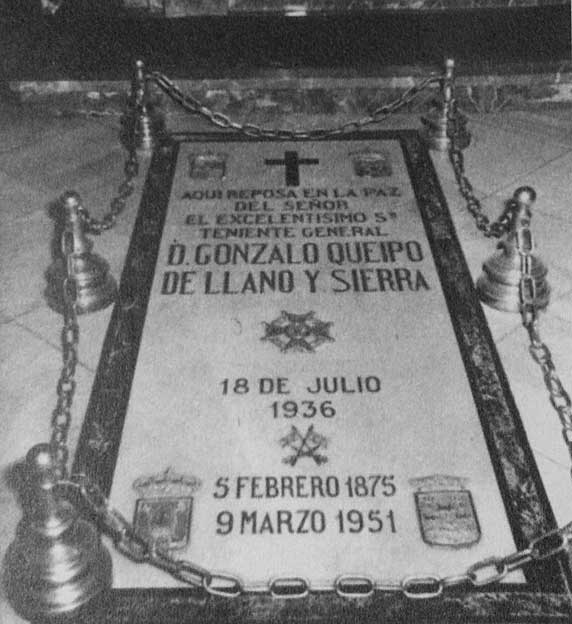 AQUI REPOSA EN LA PAZ
DEL SEÑOR
EL EXCELENTISIMO Sº
TENIENTE GENERAL
D. GONZALO QUEIPO
DE LLANO Y SIERRA
18 DE JULIO
1936
5 FEBRERO 1875
9 MARZO 1951